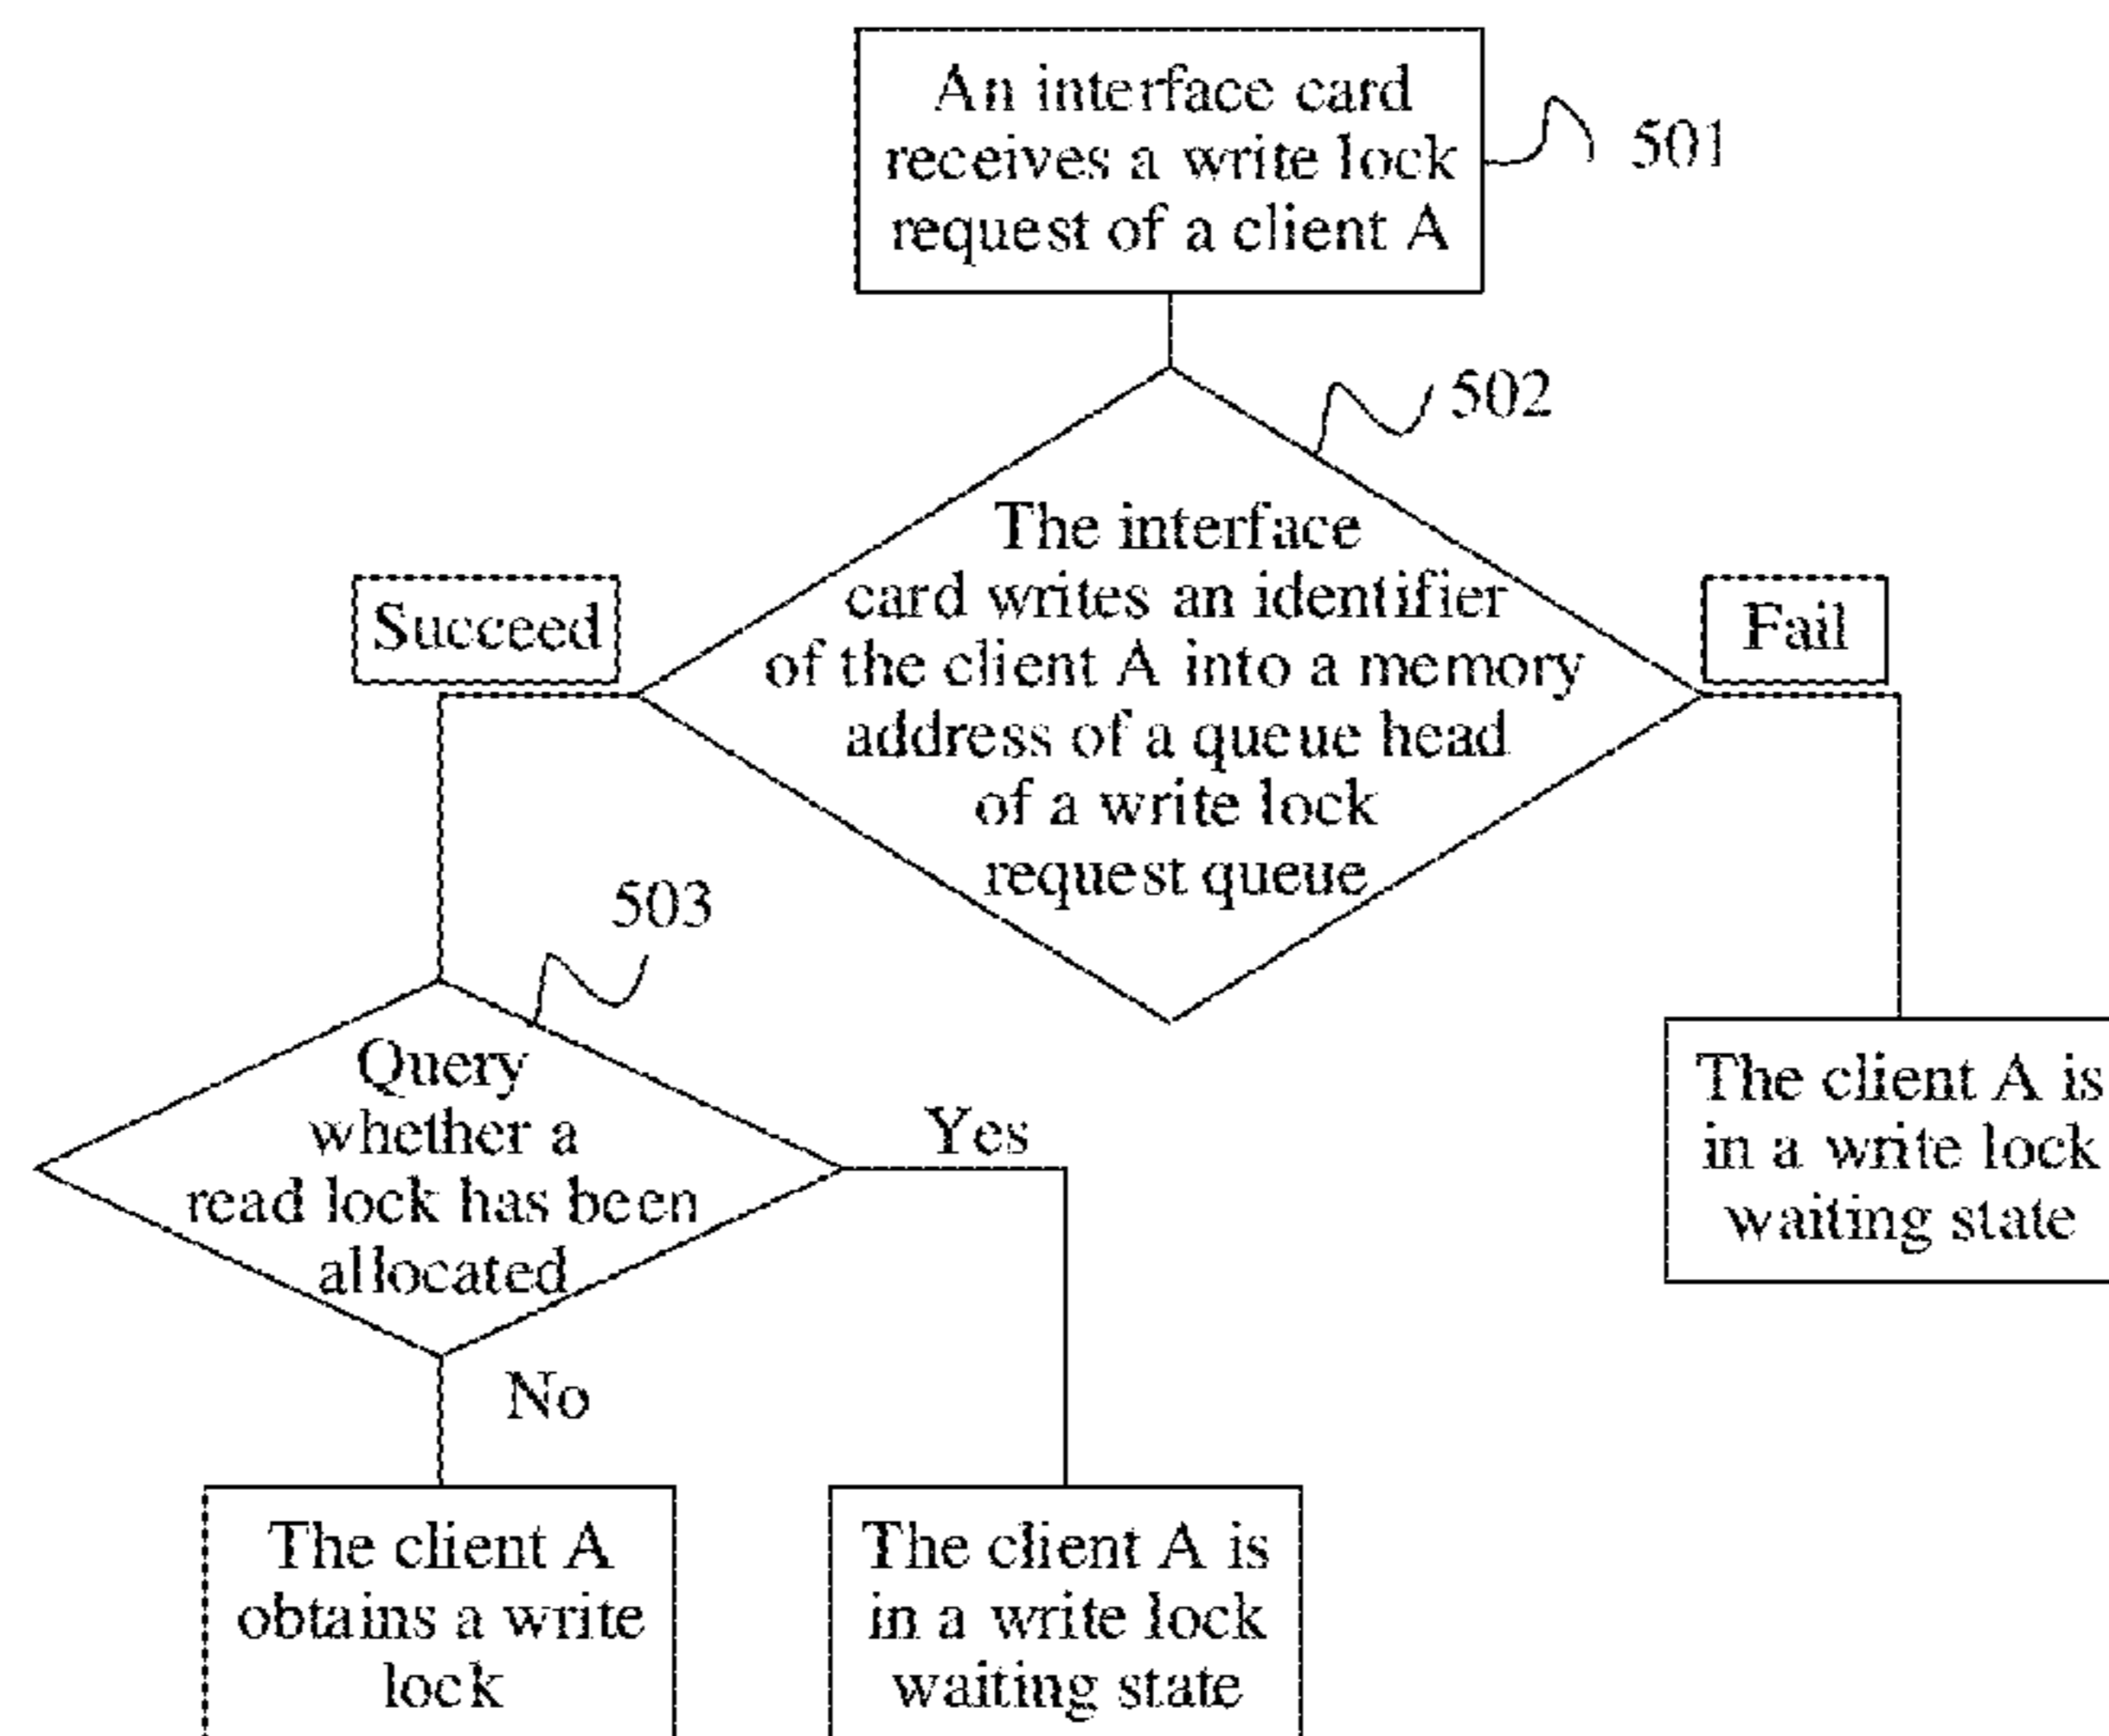 An interface card
receives a write lock
request of a client A
501
502
The interface
card writes an identifier
of the client A into a memory
address of a queue head
of a write lock
request queue
Succeed
Fail
503
Query
whether a
read lock has been
allocated
Yes
No
The client A is
in a write lock
waiting state
The client A
obtains a write
lock
The client A is
in a write lock
waiting state